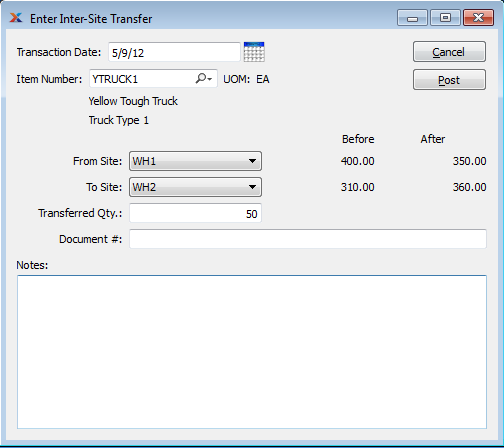 Enter Inter-Site Transfer
Transaction Date: 5/9/12 Cancel
Item Number: YTRUCK1 UOM: EA Post
Yellow Tough Truck
Truck Type 1
Before After
From Site: WH1 400.00 350.00
To Site: WH2 310.00 360.00
Transferred Qty.: 50
Document #:
Notes: